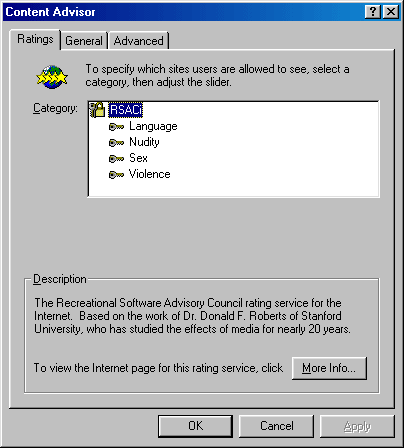 Content Advisor
Ratings General Advanced
To specify which sites users are allowed to see, select a
category, then adjust the slider.
Category:
RSACi
Language
Nudity
Sex
Violence
Description
The Recreational Software Advisory Council rating service for the
Internet. Based on the work of Dr. Donald F. Roberts of Stanford
University, who has studied the effects of media for nearly 20 years.
To view the Internet page for this rating service, click More Info...
OK Cancel Apply